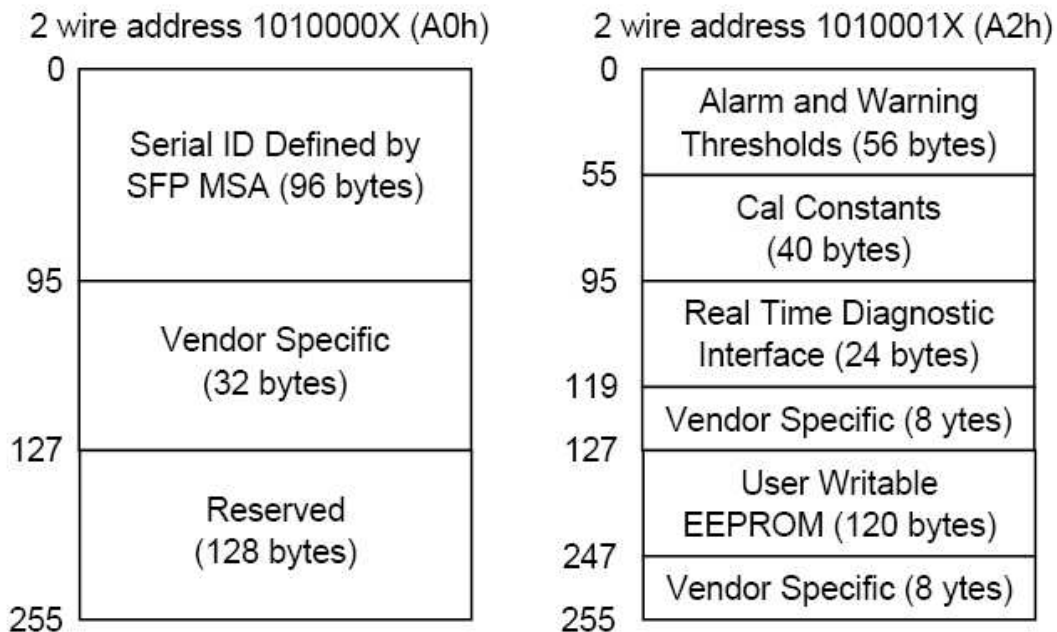 2 wire address 1010000X (A0h)
0
Serial ID Defined by
SFP MSA (96 bytes)
95
Vendor Specific
(32 bytes)
127
Reserved
(128 bytes)
255
2 wire address 1010001X (A2h)
0
Alarm and Warning
Thresholds (56 bytes)
55
Cal Constants
(40 bytes)
95
Real Time Diagnostic
Interface (24 bytes)
119
Vendor Specific (8 ytes)
127
User Writable
EEPROM (120 bytes)
247
Vendor Specific (8 ytes)
255